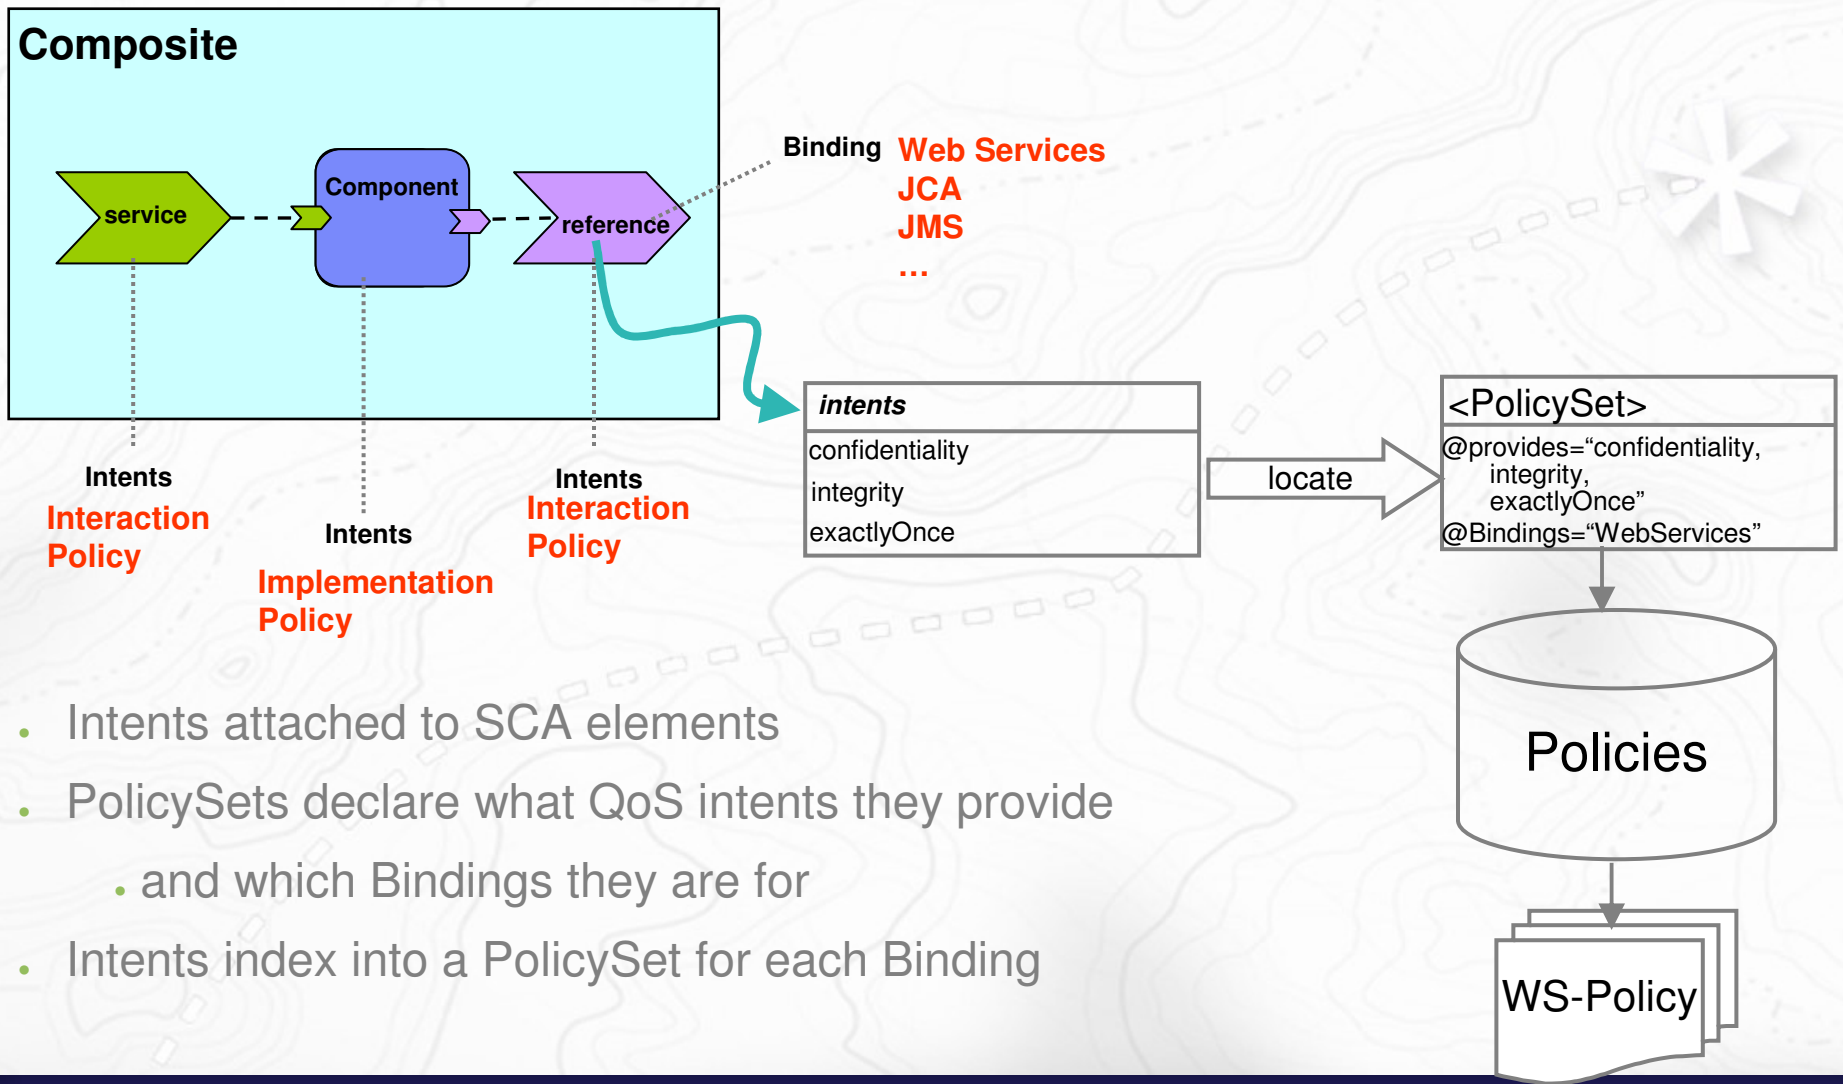 Composite
service
Component
reference
Binding
Web Services
JCA
JMS
…
Intents
Interaction
Policy
Intents
Implementation
Policy
Intents
Interaction
Policy
intents
confidentiality
integrity
exactlyOnce
locate
<PolicySet>
@provides=“confidentiality,
integrity,
exactlyOnce”
@Bindings=“WebServices”
Policies
WS-Policy
• Intents attached to SCA elements
• PolicySets declare what QoS intents they provide
• and which Bindings they are for
• Intents index into a PolicySet for each Binding